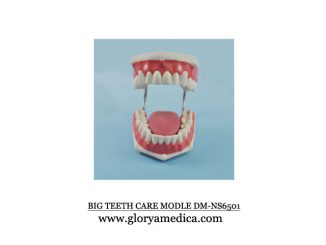 BIG TEETH CARE MODLE DM-NS6501
www.gloryamedica.com